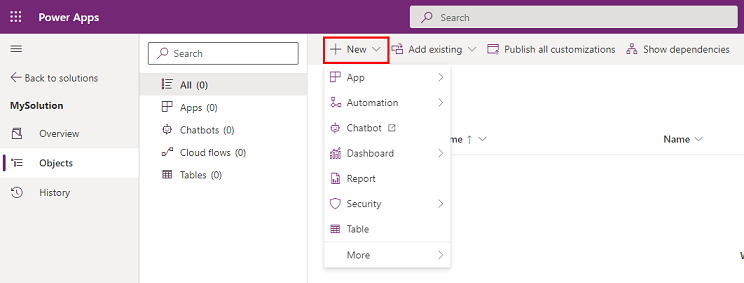 Power Apps
Search
Back to solutions
MySolution
Overview
Objects
History
Search
All (0)
Apps (0)
Chatbots (0)
Cloud flows (0)
Tables (0)
New
Add existing
Publish all customizations
Show dependencies
App
Automation
Chatbot
Dashboard
Report
Security
Table
More
me ↑
Name